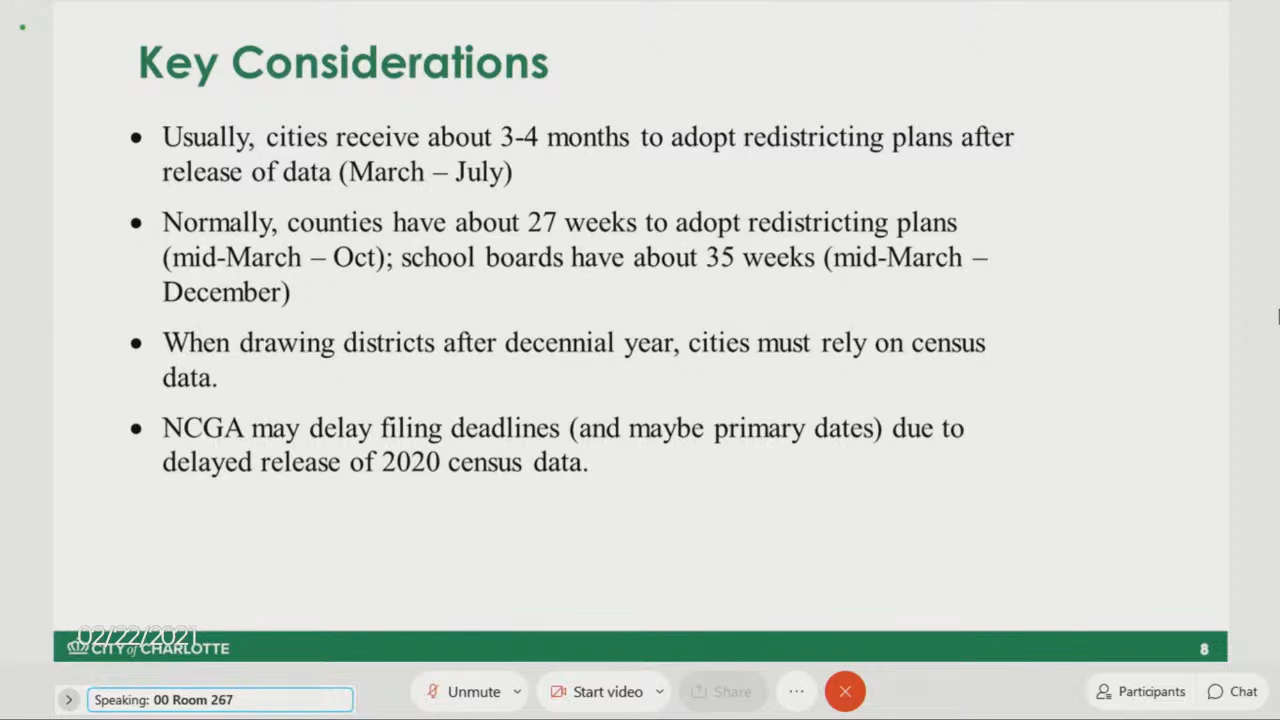 Key Considerations
• Usually, cities receive about 3-4 months to adopt redistricting plans after
release of data (March – July)
• Normally, counties have about 27 weeks to adopt redistricting plans
(mid-March – Oct); school boards have about 35 weeks (mid-March –
December)
• When drawing districts after decennial year, cities must rely on census
data.
• NCGA may delay filing deadlines (and maybe primary dates) due to
delayed release of 2020 census data.
02/22/2021
CITY of CHARLOTTE
8
Speaking: 00 Room 267
Unmute
Start video
Share
Participants
Chat